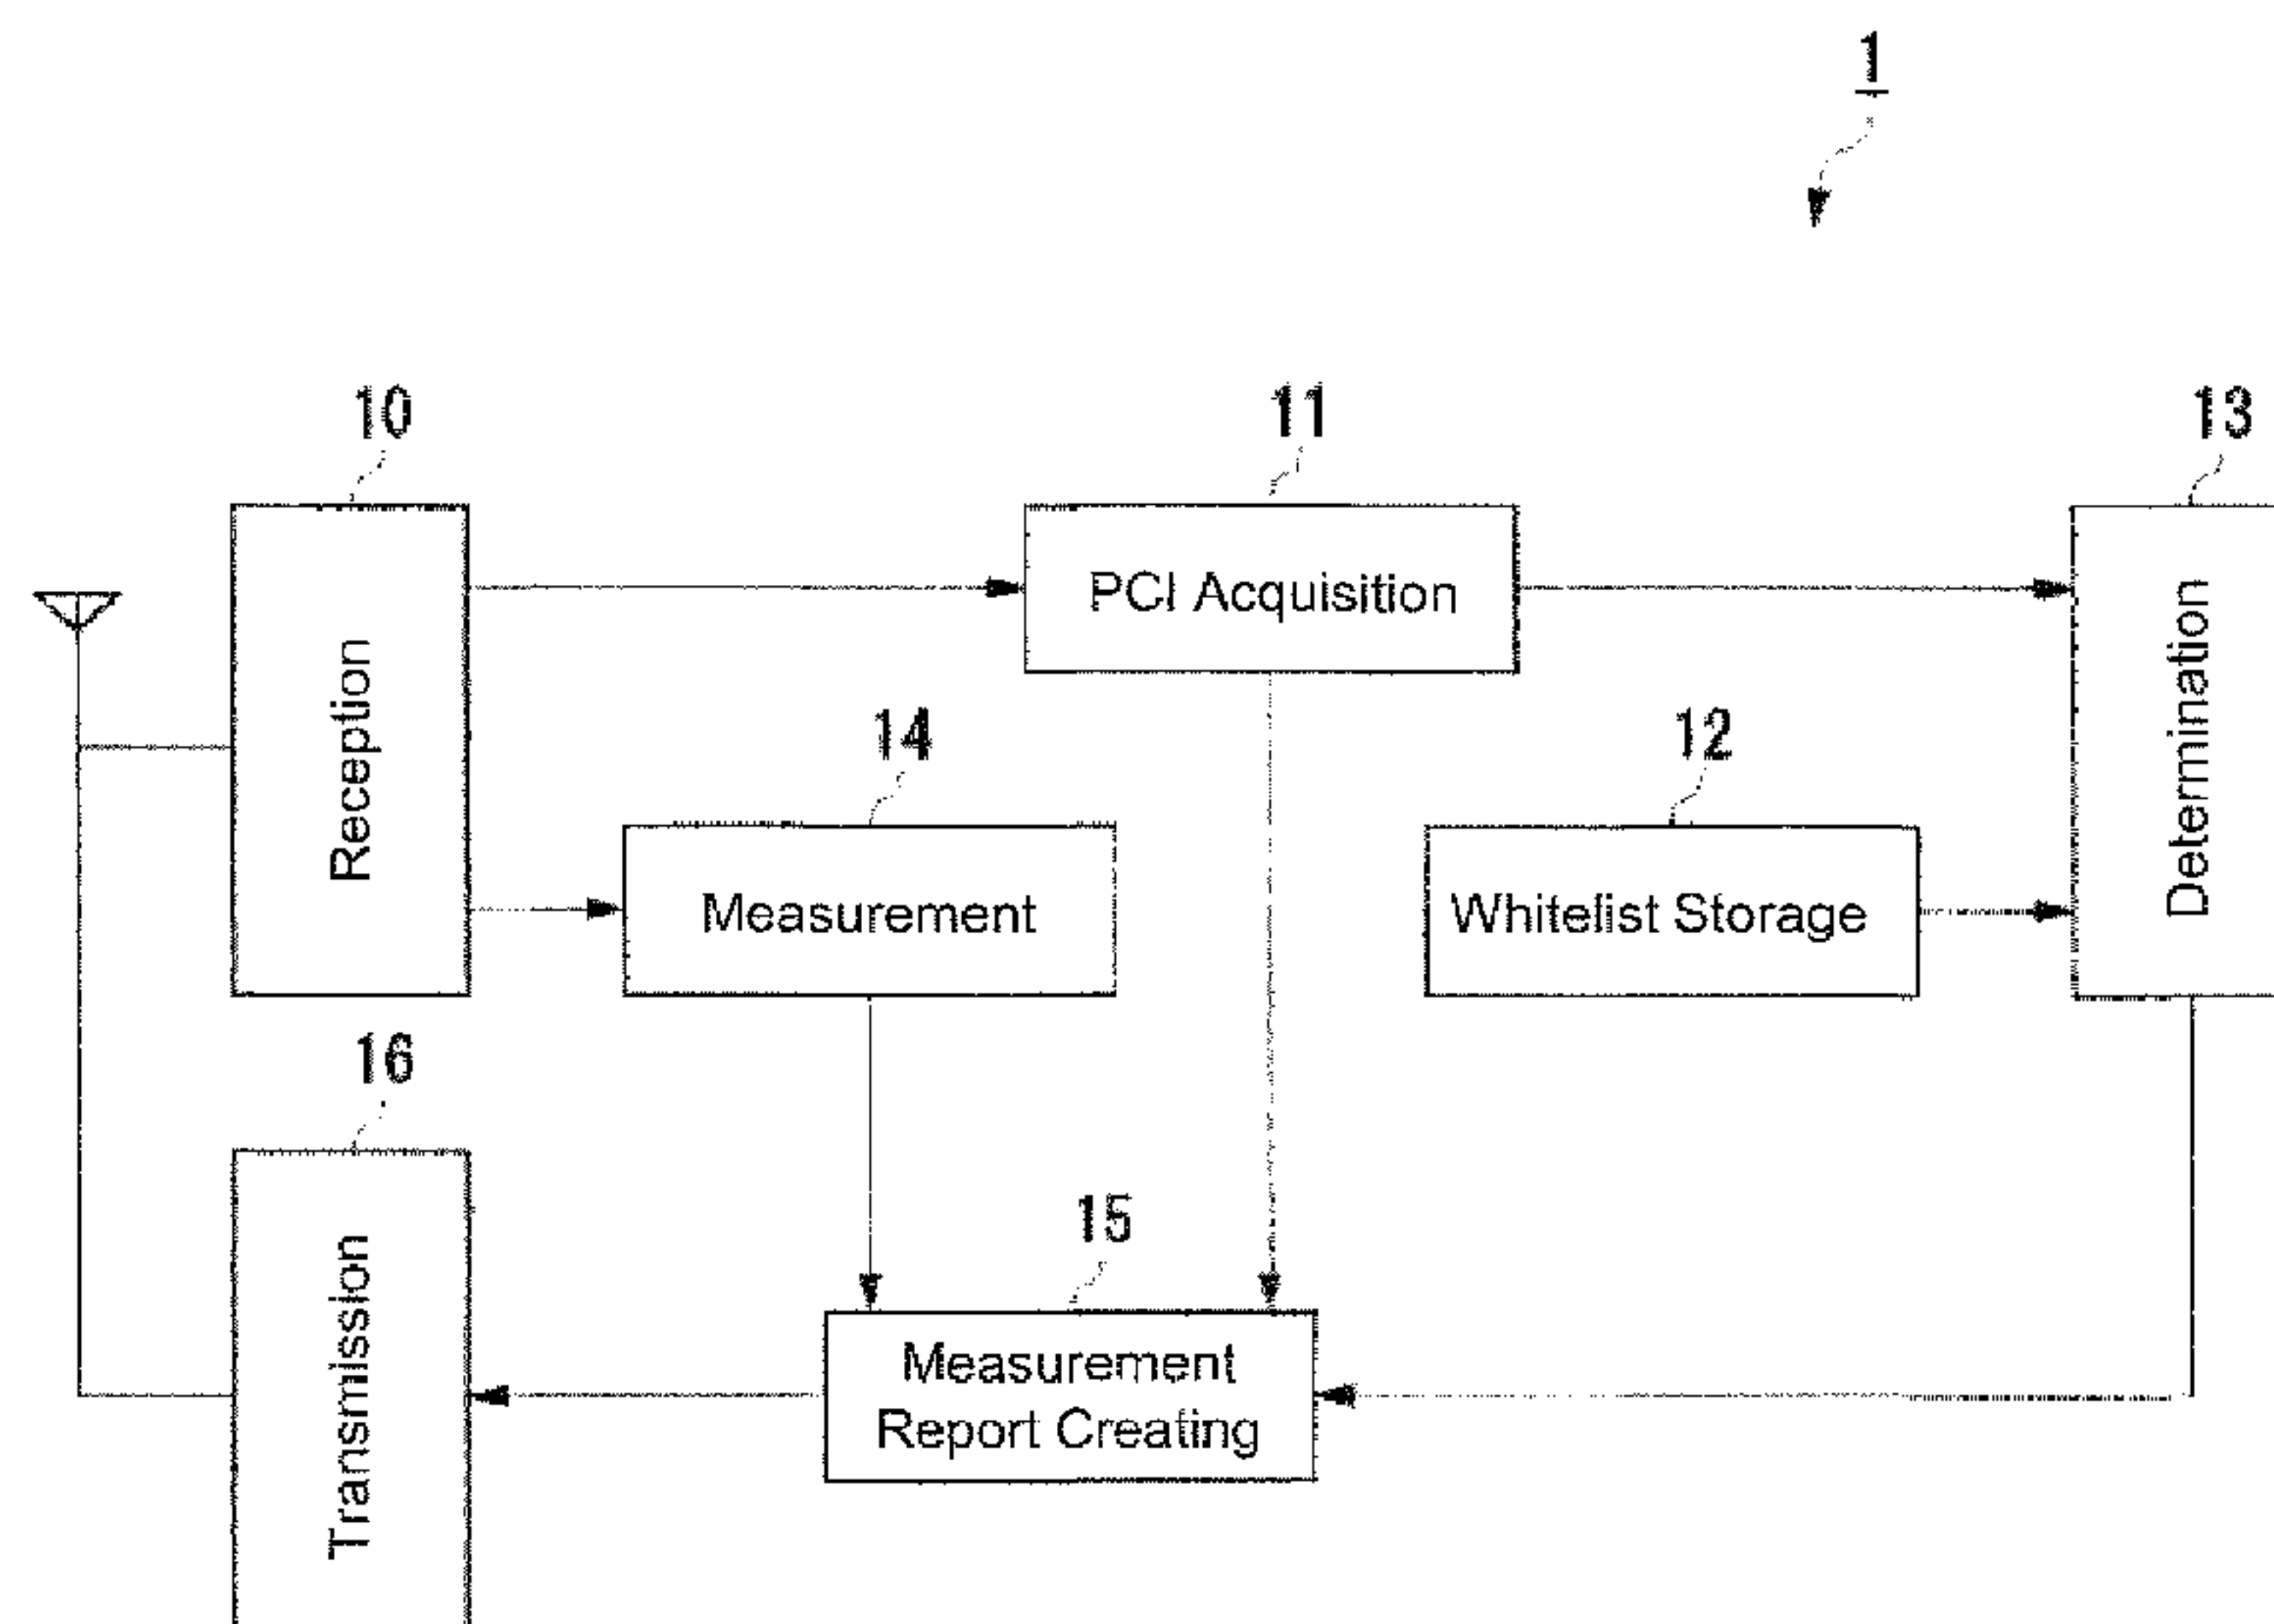 1
10
11
13
Reception
PCI Acquisition
Determination
14
12
Measurement
Whitelist Storage
16
15
Transmission
Measurement
Report Creating